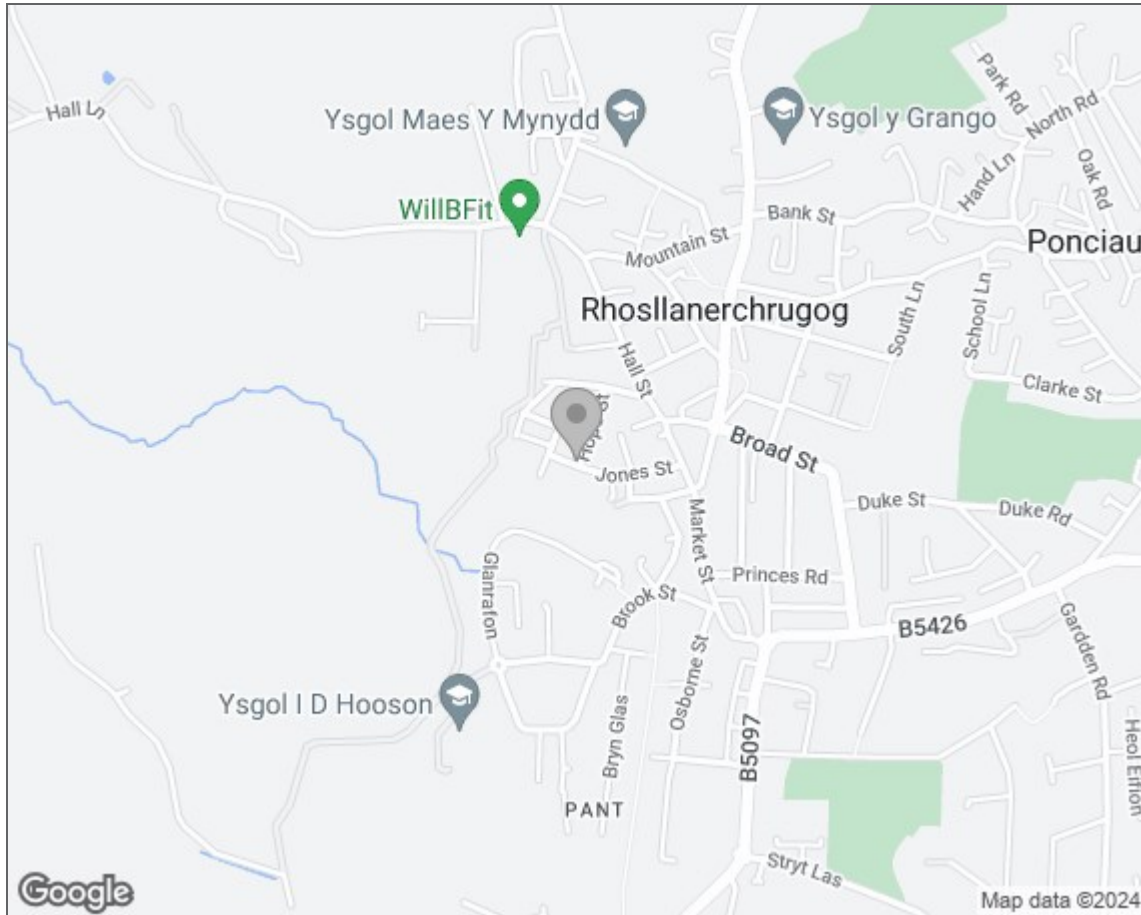 Hall Ln
Ysgol Maes Y Mynydd
Ysgol y Grango
Park Rd
North Rd
Oak Rd
Hand Ln
WillBFit
Bank St
Mountain St
Ponciau
Rhosllanerchrugog
South Ln
School Ln
Hall St
Clarke St
Broad St
Jones St
Market St
Duke St
Duke Rd
Glanrafon
Princes Rd
Brook St
B5426
Gardden Rd
Osborne St
Ysgol I D Hooson
Bryn Glas
B5097
Heol Eifion
PANT
Stryt Las
Google
Map data ©2024